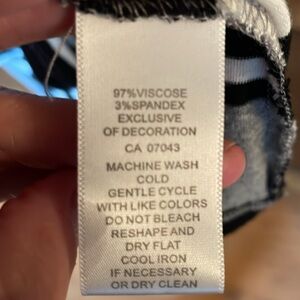 97%VISCOSE
3%SPANDEX
EXCLUSIVE
OF DECORATION
CA 07043
MACHINE WASH
COLD
GENTLE CYCLE
WITH LIKE COLORS
DO NOT BLEACH
RESHAPE AND
DRY FLAT
COOL IRON
IF NECESSARY
OR DRY CLEAN